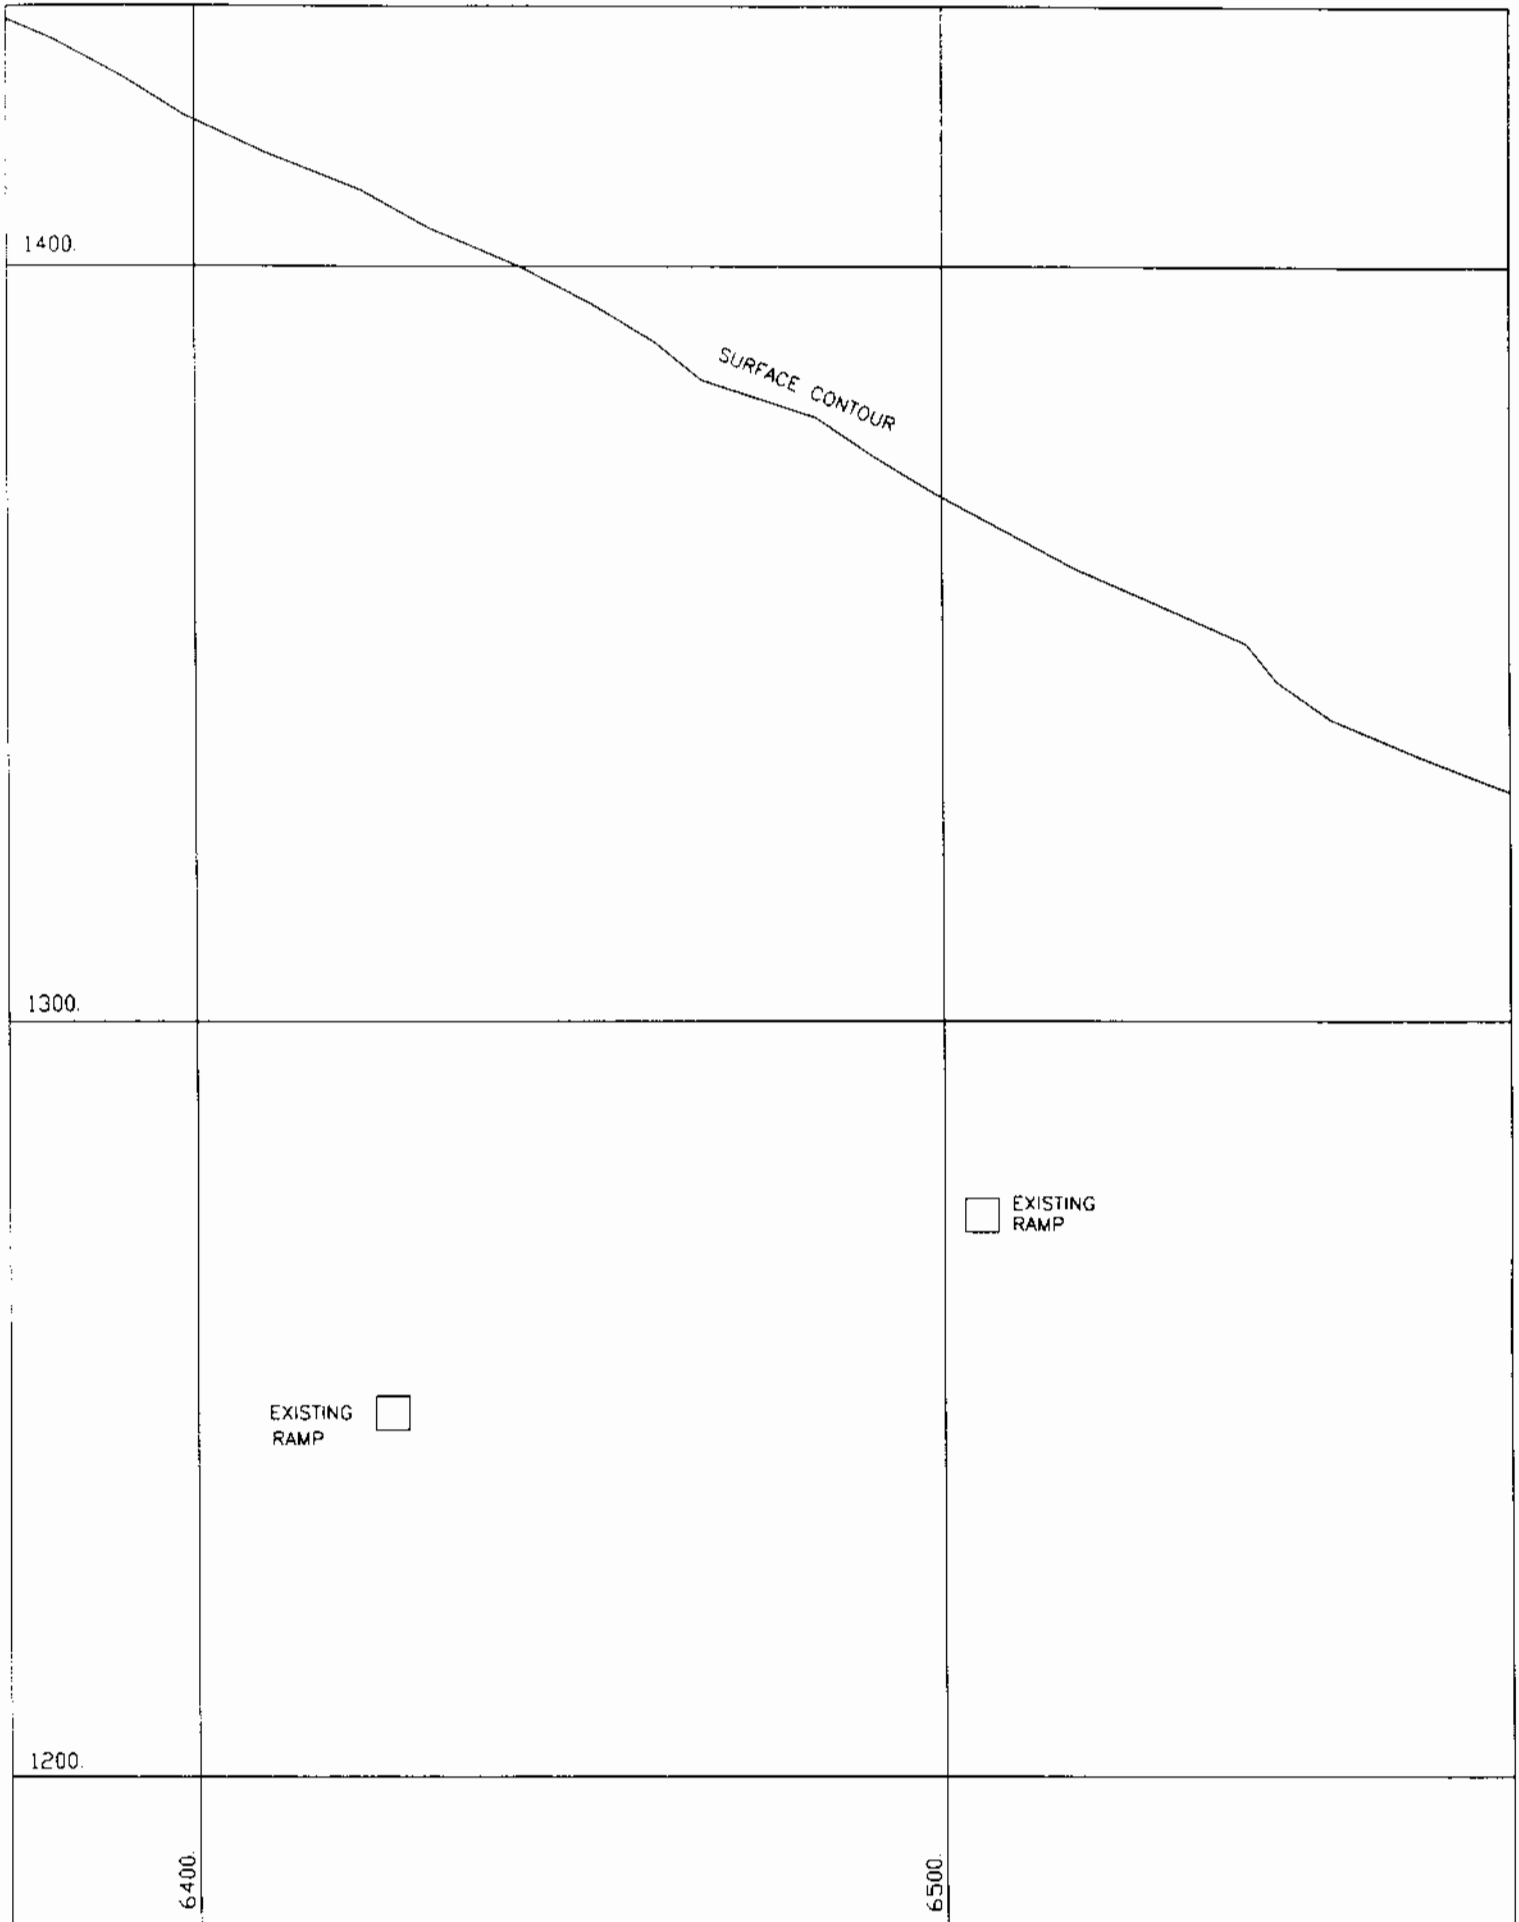 1400.
SURFACE CONTOUR
1300.
EXISTING
RAMP
EXISTING
RAMP
1200.
6400.
6500.